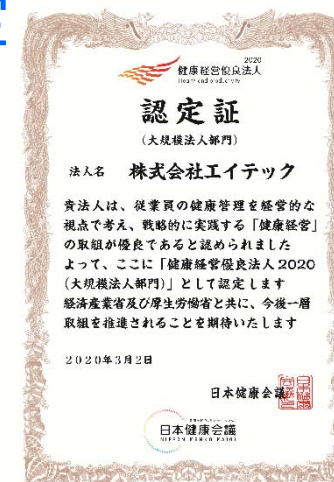 2020
健康経営優良法人
Health and productivity
認定証
(大規模法人部門)
法人名 株式会社エイテック
貴法人は、従業員の健康管理を経営的な
視点で考え、戦略的に実践する「健康経営」
の取組が優良であると認められました
よって、ここに「健康経営優良法人2020
(大規模法人部門)」として認定します
経済産業省及び厚生労働省と共に、今後一層
取組を推進されることを期待いたします
2020年3月2日
日本健康会議
日本健康会議
NIPPON KENKO KAIGI